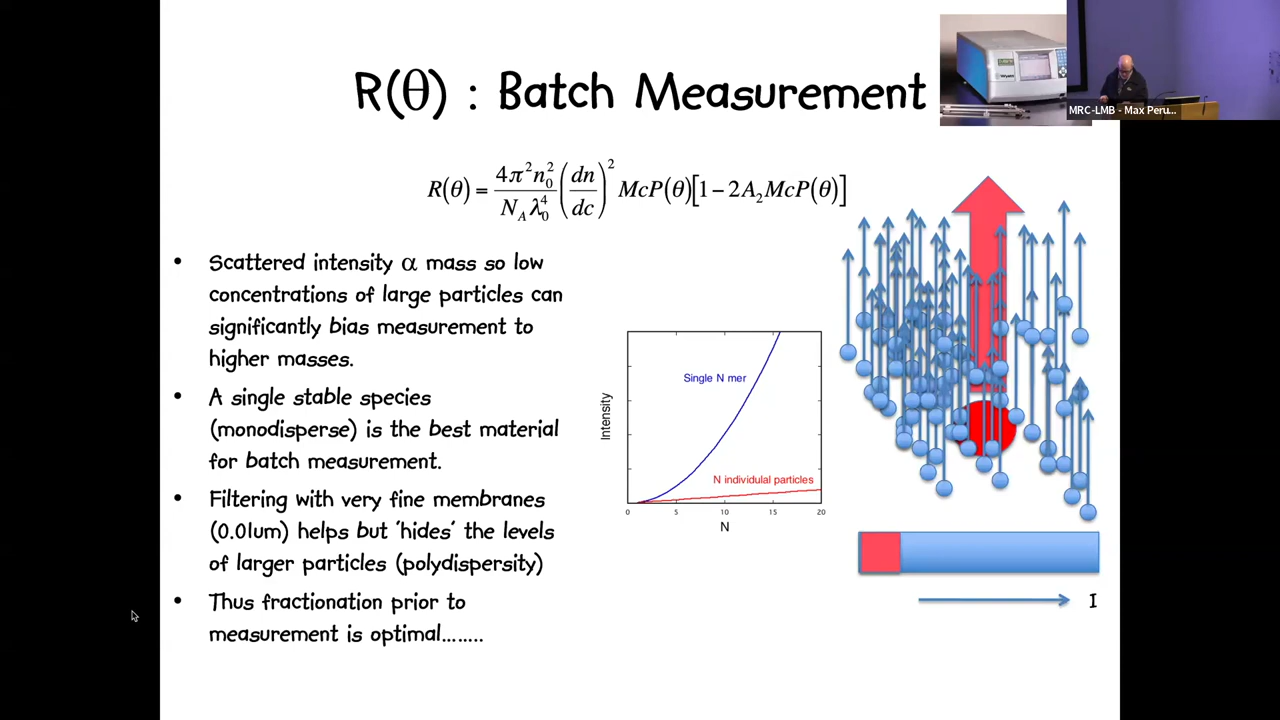 R(θ) : Batch Measurement
MRC-LMB - Max Peru...
R(θ) = 4π²n₀² / N_A λ₀⁴ (dn/dc)² McP(θ)[1 − 2A₂McP(θ)]
• Scattered intensity α mass so low
concentrations of large particles can
significantly bias measurement to
higher masses.
• A single stable species
(monodisperse) is the best material
for batch measurement.
• Filtering with very fine membranes
(0.01um) helps but 'hides' the levels
of larger particles (polydispersity)
• Thus fractionation prior to
measurement is optimal........
Intensity
Single N mer
N individulal particles
0 5 10 15 20
N
I